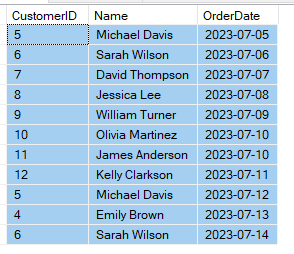 CustomerID Name OrderDate
5 Michael Davis 2023-07-05
6 Sarah Wilson 2023-07-06
7 David Thompson 2023-07-07
8 Jessica Lee 2023-07-08
9 William Turner 2023-07-09
10 Olivia Martinez 2023-07-10
11 James Anderson 2023-07-10
12 Kelly Clarkson 2023-07-11
5 Michael Davis 2023-07-12
4 Emily Brown 2023-07-13
6 Sarah Wilson 2023-07-14